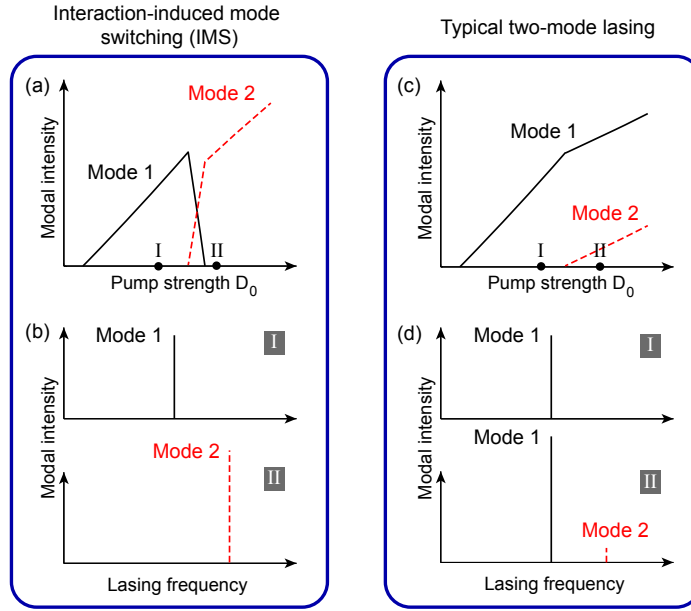 Interaction-induced mode
switching (IMS)
Typical two-mode lasing
(a)
Mode 2
Mode 1
I
II
Modal intensity
Pump strength D0
(b)
Mode 1
I
Mode 2
II
Modal intensity
Lasing frequency
(c)
Mode 1
Mode 2
I
II
Modal intensity
Pump strength D0
(d)
Mode 1
I
Mode 1
II
Mode 2
Modal intensity
Lasing frequency